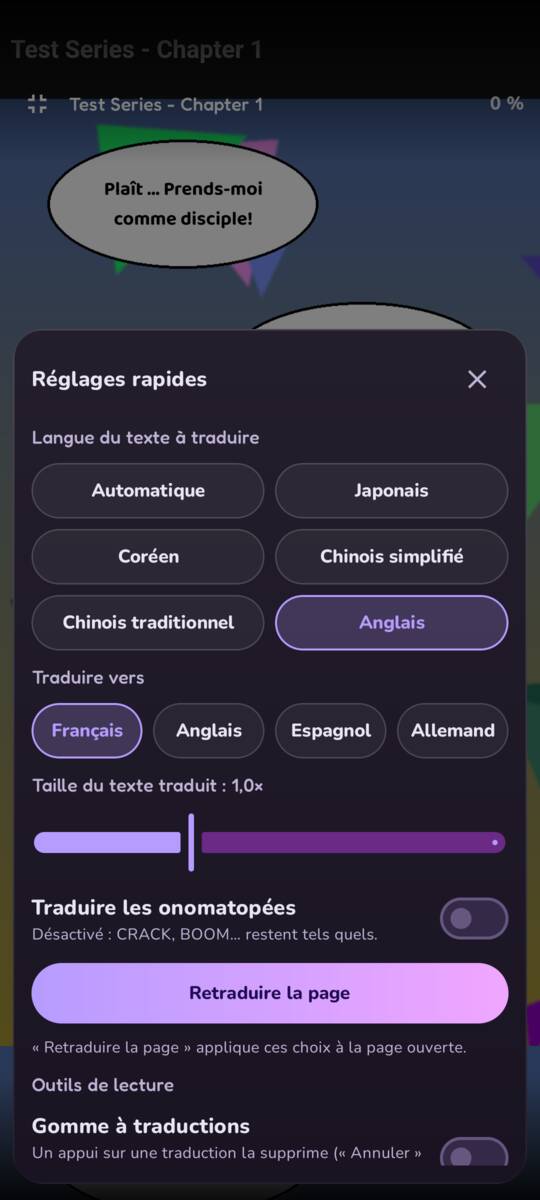 Test Series - Chapter 1
Test Series - Chapter 1
0 %
Plaît ... Prends-moi
comme disciple!
Réglages rapides
Langue du texte à traduire
Automatique
Japonais
Coréen
Chinois simplifié
Chinois traditionnel
Anglais
Traduire vers
Français
Anglais
Espagnol
Allemand
Taille du texte traduit : 1,0×
Traduire les onomatopées
Désactivé : CRACK, BOOM… restent tels quels.
Retraduire la page
« Retraduire la page » applique ces choix à la page ouverte.
Outils de lecture
Gomme à traductions
Un appui sur une traduction la supprime (« Annuler »